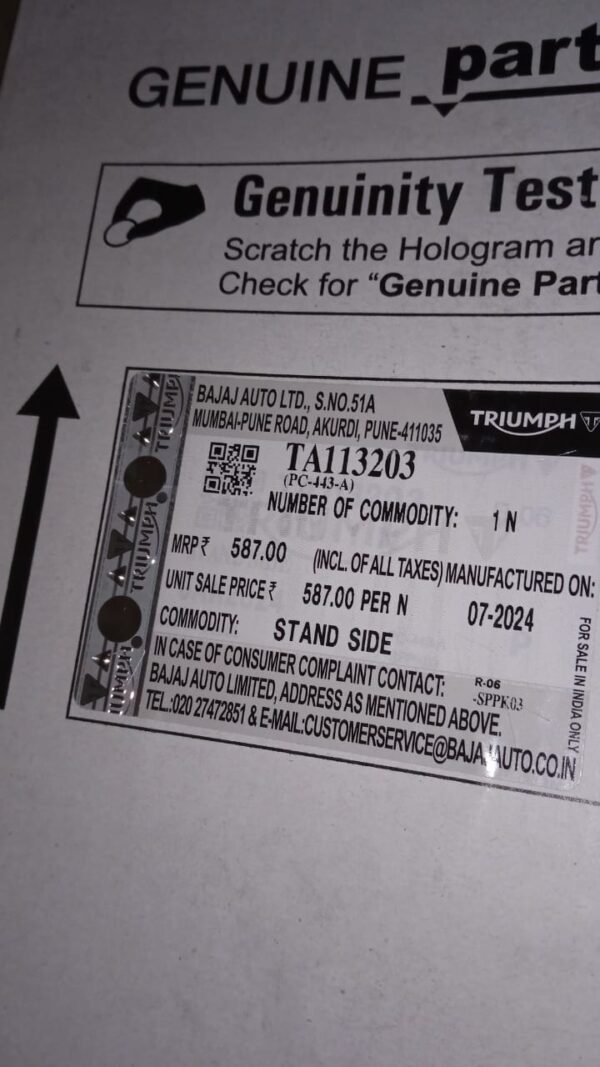 GENUINE part
Genuinity Test
Scratch the Hologram an
Check for “Genuine Part
BAJAJ AUTO LTD., S.NO.51A
MUMBAI-PUNE ROAD, AKURDI, PUNE-411035
TRIUMPH
TA113203
(PC-443-A)
NUMBER OF COMMODITY: 1 N
MRP ₹ 587.00 (INCL. OF ALL TAXES) MANUFACTURED ON:
UNIT SALE PRICE ₹ 587.00 PER N 07-2024
COMMODITY: STAND SIDE
IN CASE OF CONSUMER COMPLAINT CONTACT: R-06
BAJAJ AUTO LIMITED, ADDRESS AS MENTIONED ABOVE. -SPPK03
TEL.:020 27472851 & E-MAIL:CUSTOMERSERVICE@BAJAJAUTO.CO.IN
FOR SALE IN INDIA ONLY
TRIUMPH
TRIUMPH
TRIUMPH
TRIUMPH